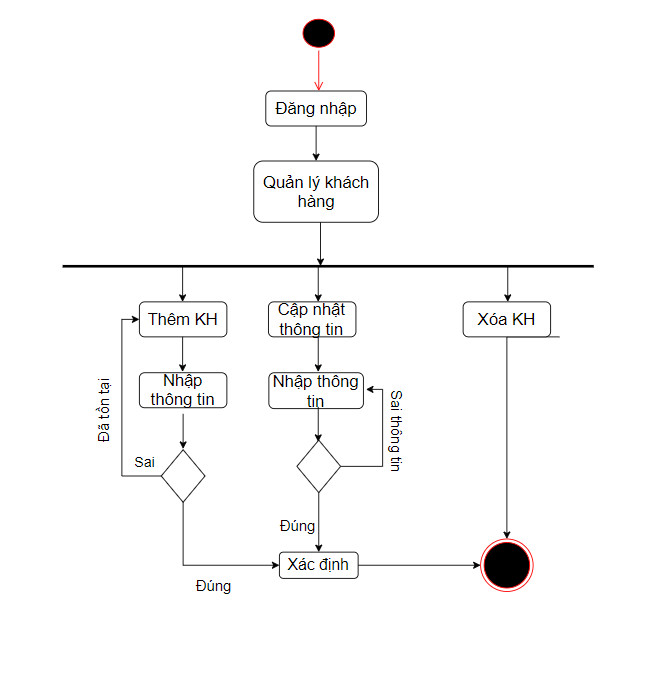 Đăng nhập
Quản lý khách
hàng
Thêm KH
Cập nhật
thông tin
Xóa KH
Nhập
thông tin
Nhập thông
tin
Đã tồn tại
Sai thông tin
Sai
Đúng
Xác định
Đúng